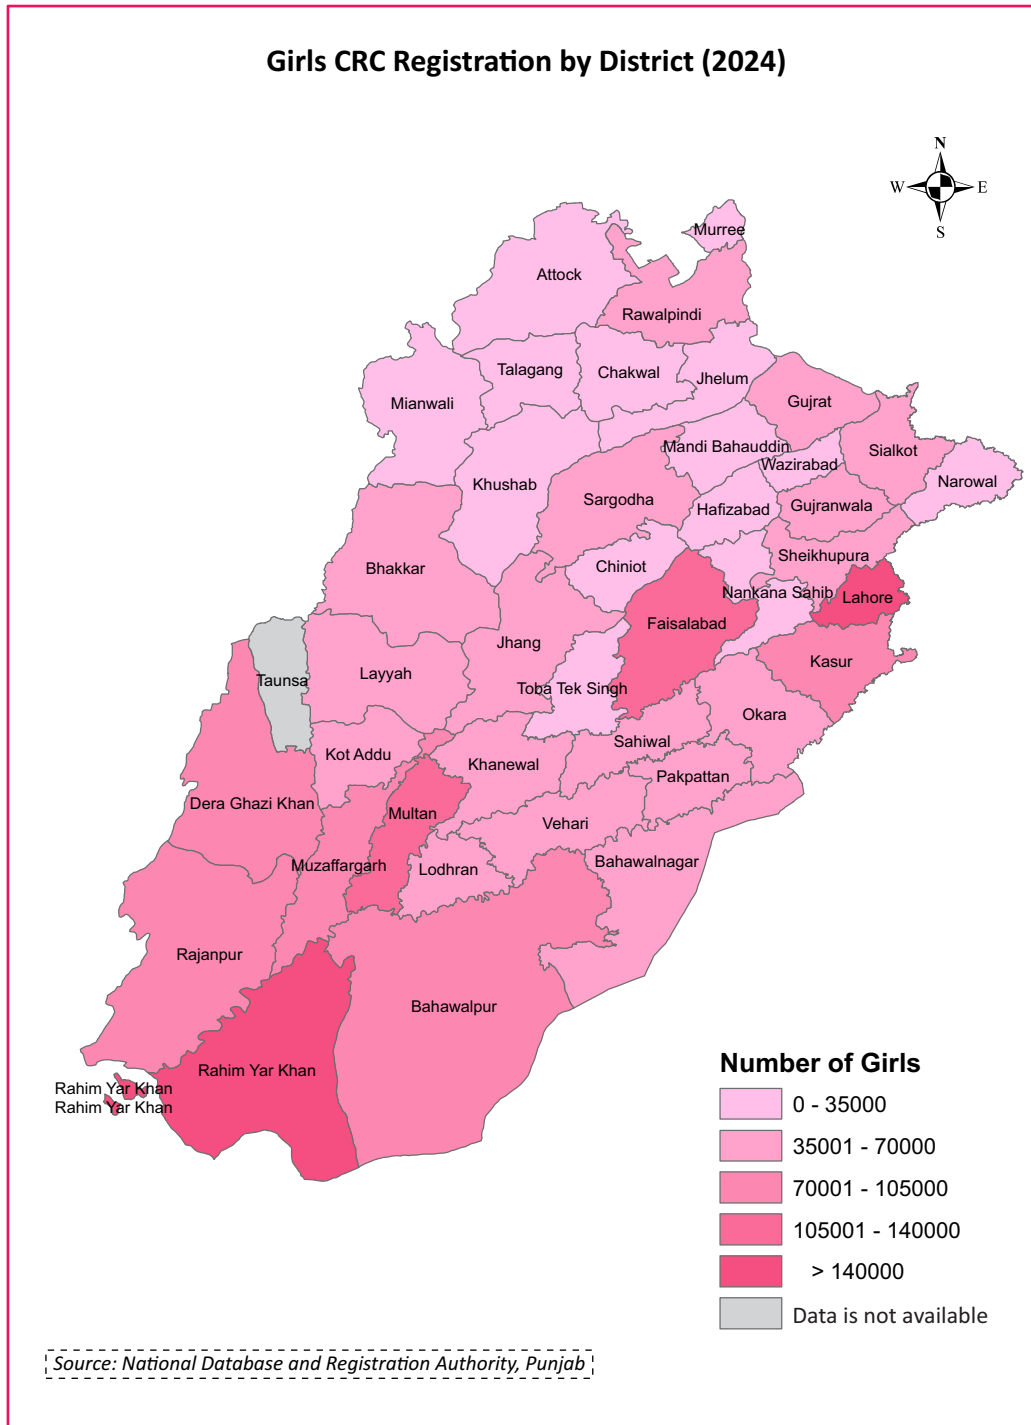 Girls CRC Registration by District (2024)
N
W
E
S
Murree
Attock
Rawalpindi
Talagang
Chakwal
Jhelum
Mianwali
Gujrat
Mandi Bahauddin
Sialkot
Wazirabad
Narowal
Khushab
Sargodha
Hafizabad
Gujranwala
Sheikhupura
Bhakkar
Chiniot
Nankana Sahib
Lahore
Faisalabad
Jhang
Kasur
Layyah
Taunsa
Toba Tek Singh
Okara
Sahiwal
Kot Addu
Khanewal
Pakpattan
Dera Ghazi Khan
Multan
Vehari
Muzaffargarh
Lodhran
Bahawalnagar
Rajanpur
Bahawalpur
Rahim Yar Khan
Rahim Yar Khan
Rahim Yar Khan
Number of Girls
0 - 35000
35001 - 70000
70001 - 105000
105001 - 140000
> 140000
Data is not available
Source: National Database and Registration Authority, Punjab